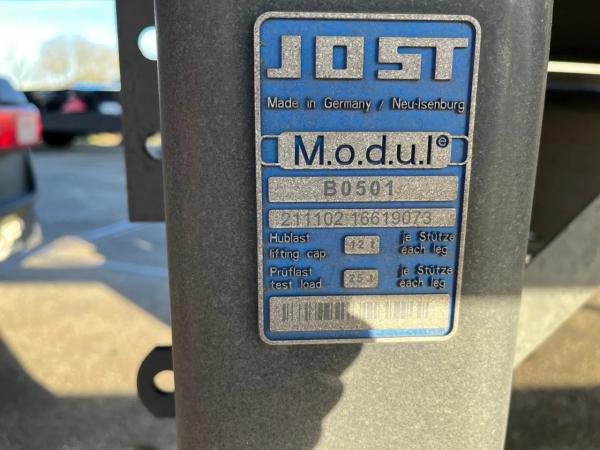 JOST
Made in Germany / Neu-Isenburg
M.o.d.u.l®
B0501
211102 16619073
Hublast 12 t je Stütze
lifting cap each leg
Prüflast 25 t je Stütze
test load each leg